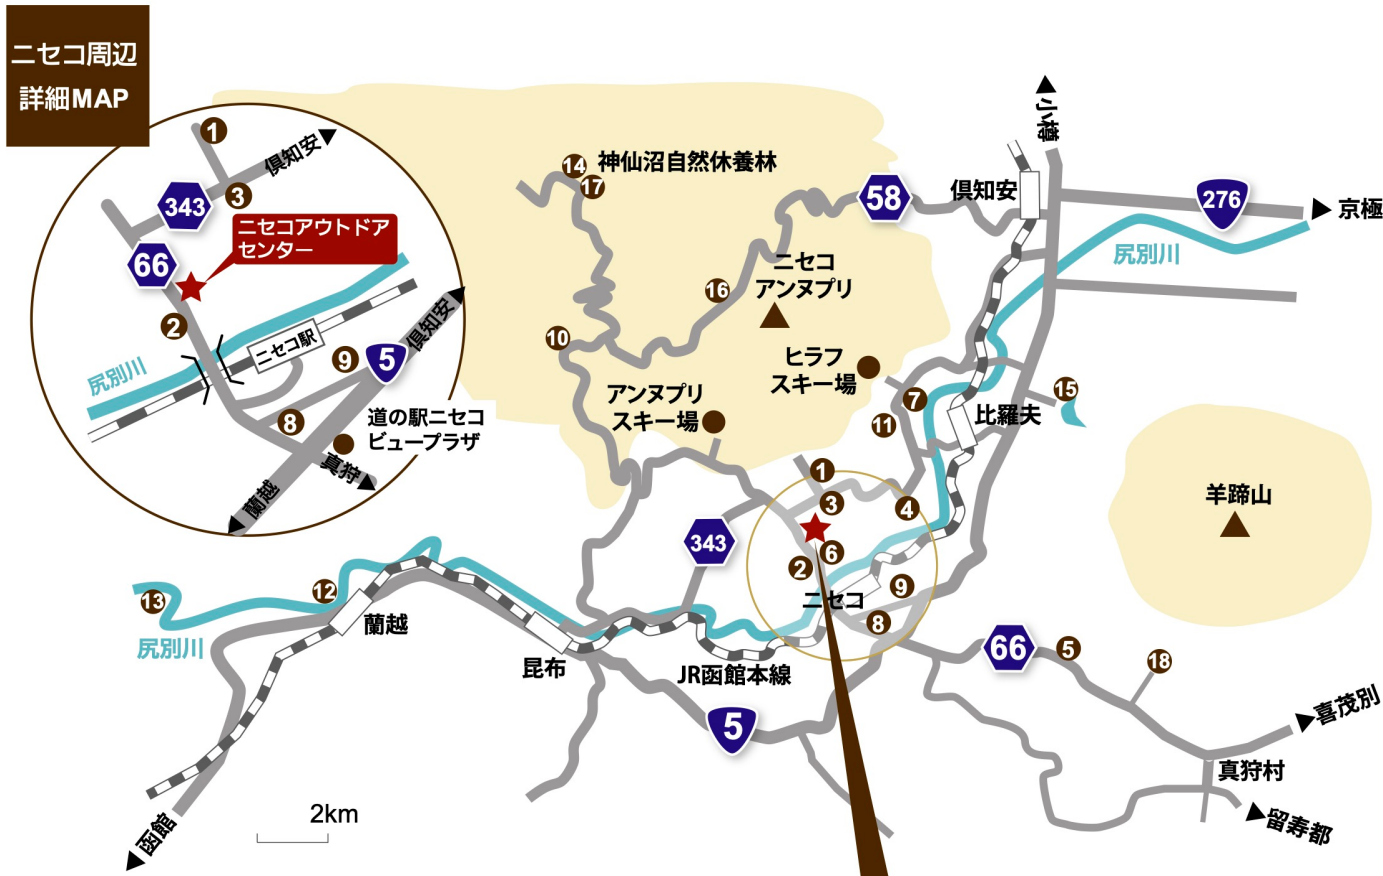 ニセコ周辺
詳細MAP
1
倶知安
3
343
ニセコアウトドア
センター
66
2
ニセコ駅
尻別川
9
5
倶知安
8
道の駅ニセコ
ビュープラザ
真狩
蘭越
14
神仙沼自然休養林
17
58
倶知安
小樽
276
京極
尻別川
ニセコ
アンヌプリ
16
10
ヒラフ
スキー場
アンヌプリ
スキー場
7
11
比羅夫
15
羊蹄山
1
3
4
343
6
2
ニセコ
9
8
12
13
尻別川
蘭越
昆布
JR函館本線
5
66
5
18
喜茂別
真狩村
留寿都
函館
2km